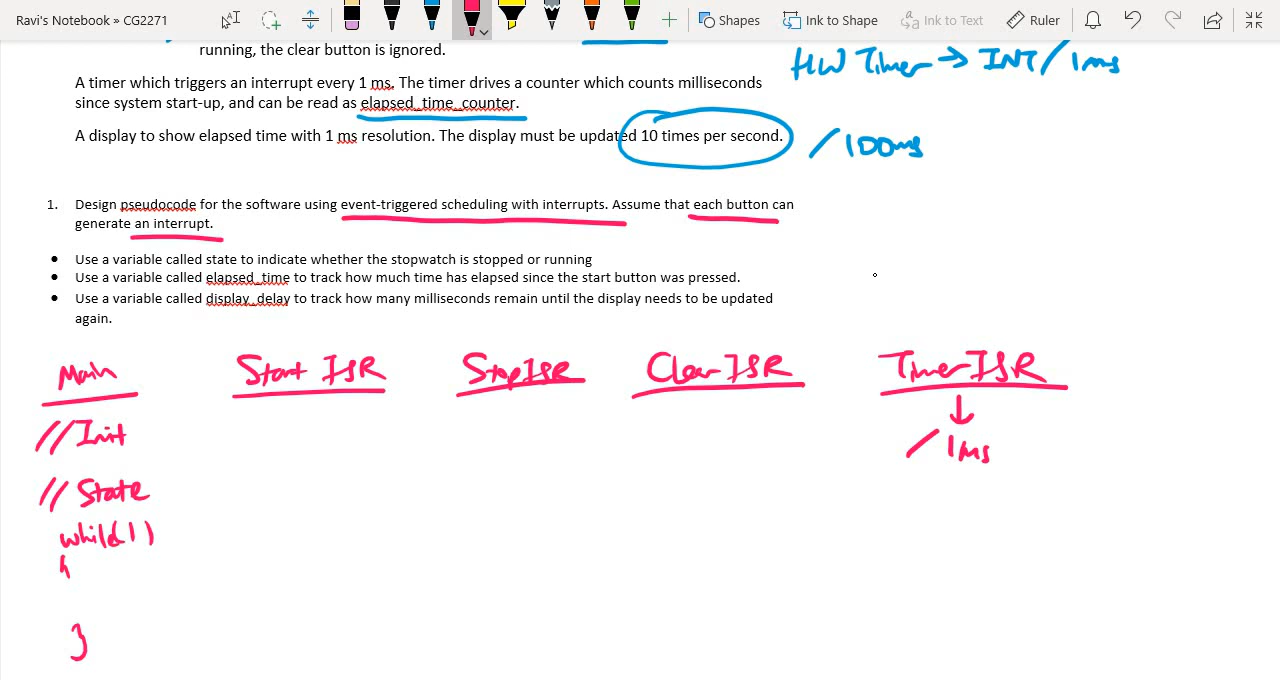 Ravi's Notebook » CG2271
Shapes
Ink to Shape
Ink to Text
Ruler
running, the clear button is ignored.
HW Timer → INT / 1ms
A timer which triggers an interrupt every 1 ms. The timer drives a counter which counts milliseconds
since system start-up, and can be read as elapsed_time_counter.
A display to show elapsed time with 1 ms resolution. The display must be updated 10 times per second.
/100ms
1. Design pseudocode for the software using event-triggered scheduling with interrupts. Assume that each button can
generate an interrupt.
• Use a variable called state to indicate whether the stopwatch is stopped or running
• Use a variable called elapsed_time to track how much time has elapsed since the start button was pressed.
• Use a variable called display_delay to track how many milliseconds remain until the display needs to be updated
again.
Main
Start ISR
Stop ISR
Clear ISR
Timer ISR
↓
/1ms
// Init
// State
while(1)
{
}